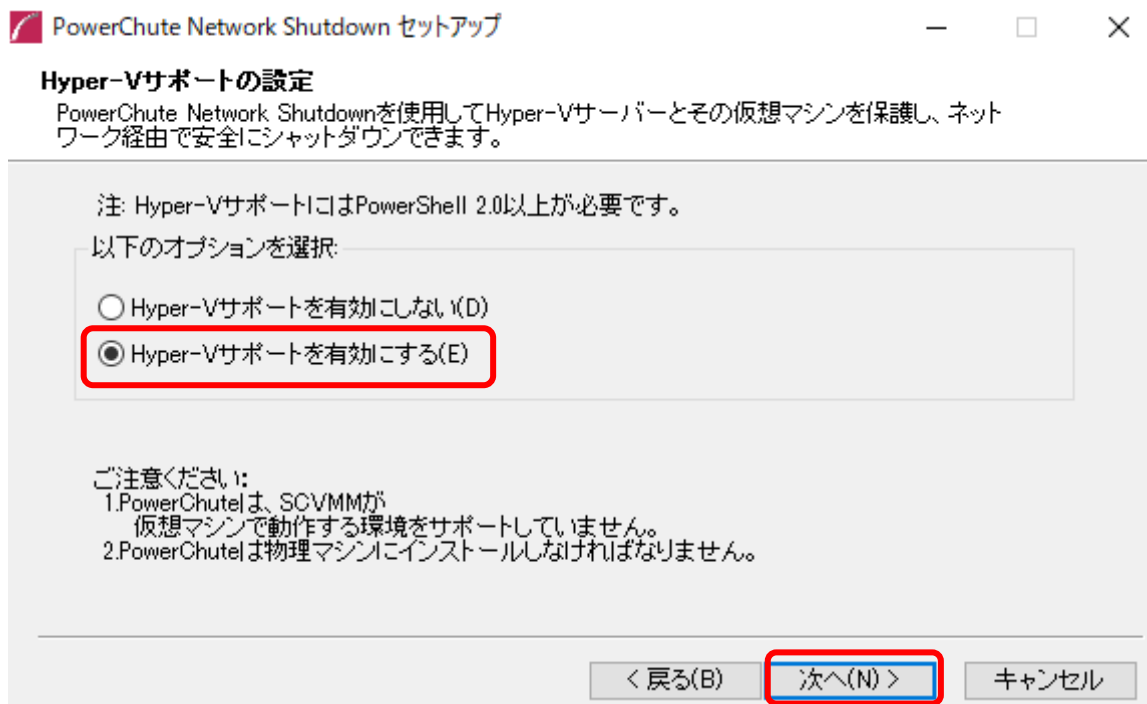 PowerChute Network Shutdown セットアップ
Hyper-Vサポートの設定
PowerChute Network Shutdownを使用してHyper-Vサーバーとその仮想マシンを保護し、ネット
ワーク経由で安全にシャットダウンできます。
注: Hyper-VサポートにはPowerShell 2.0以上が必要です。
以下のオプションを選択:
Hyper-Vサポートを有効にしない(D)
Hyper-Vサポートを有効にする(E)
ご注意ください:
1.PowerChuteは、SCVMMが
仮想マシンで動作する環境をサポートしていません。
2.PowerChuteは物理マシンにインストールしなければなりません。
< 戻る(B) 次へ(N) > キャンセル